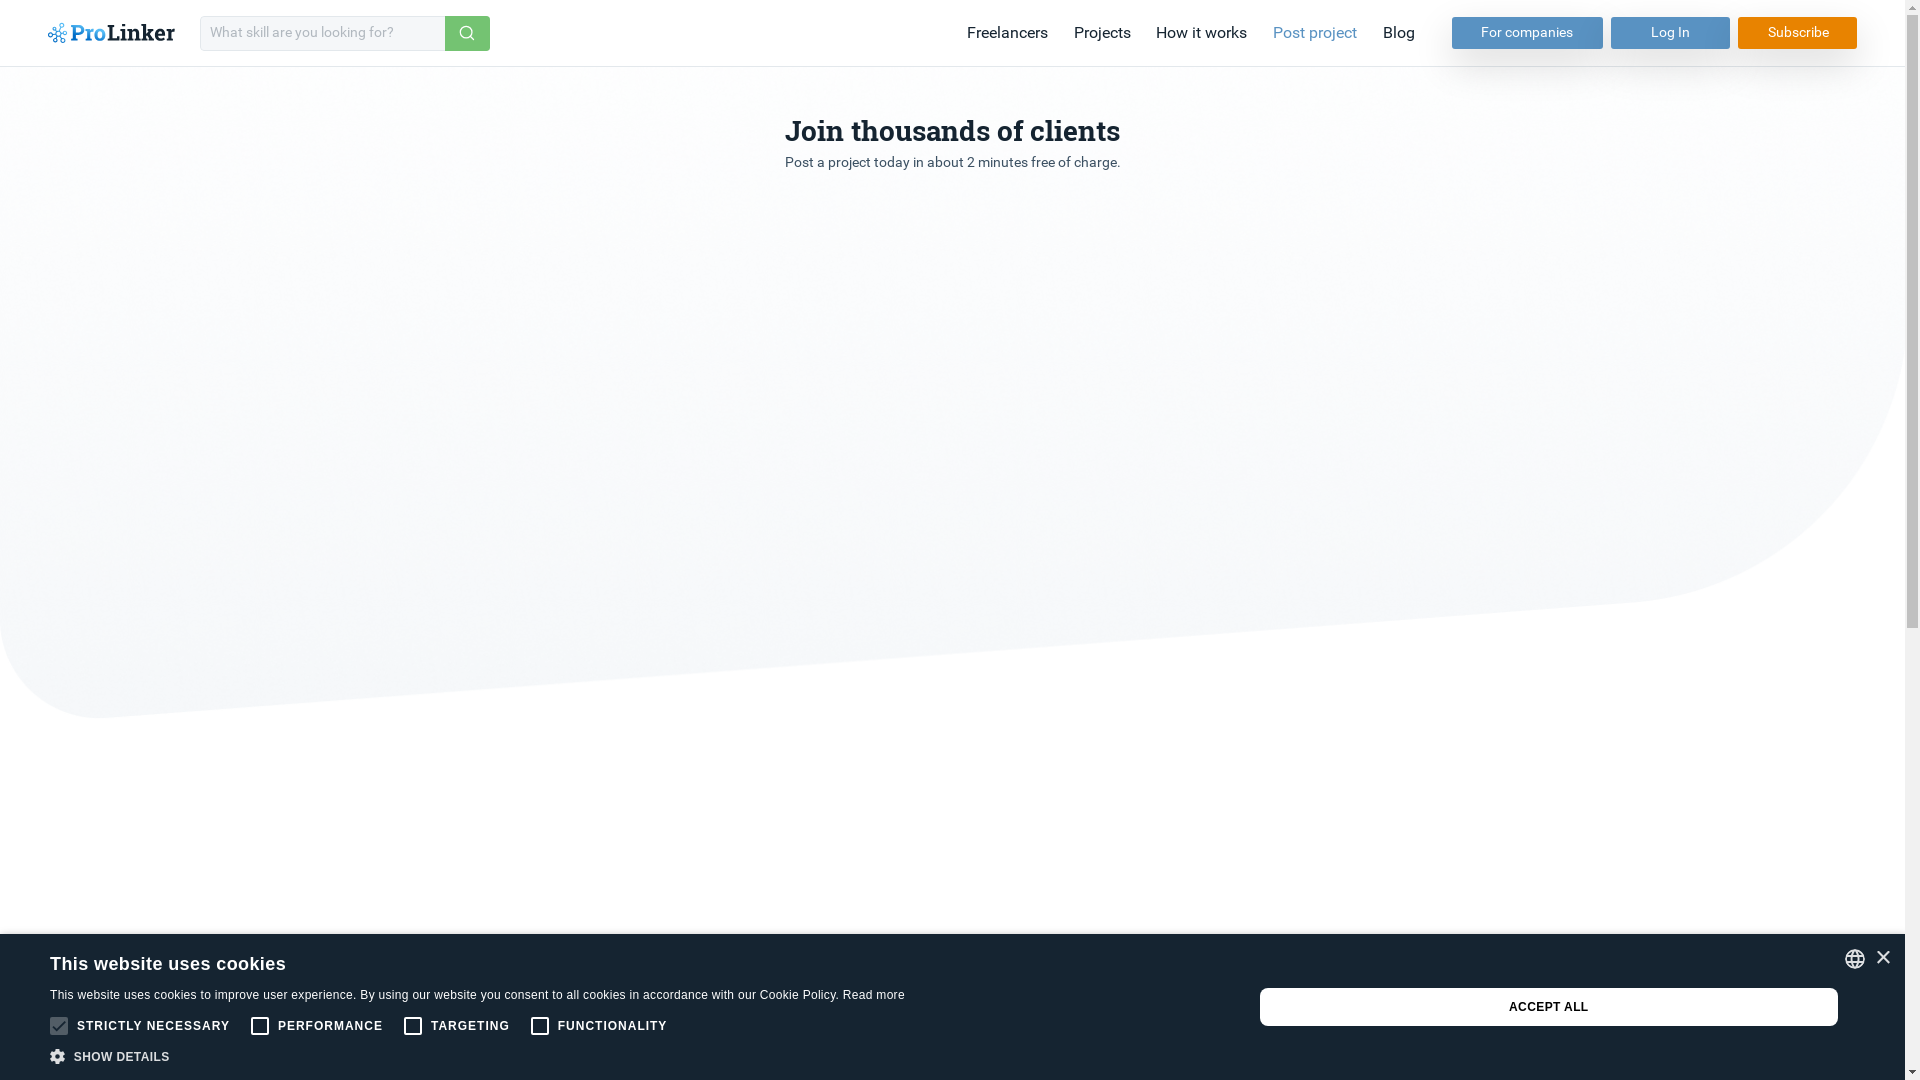 ProLinker
What skill are you looking for?
Freelancers
Projects
How it works
Post project
Blog
For companies
Log In
Subscribe
Join thousands of clients
Post a project today in about 2 minutes free of charge.
This website uses cookies
This website uses cookies to improve user experience. By using our website you consent to all cookies in accordance with our Cookie Policy. Read more
STRICTLY NECESSARY
PERFORMANCE
TARGETING
FUNCTIONALITY
SHOW DETAILS
ACCEPT ALL